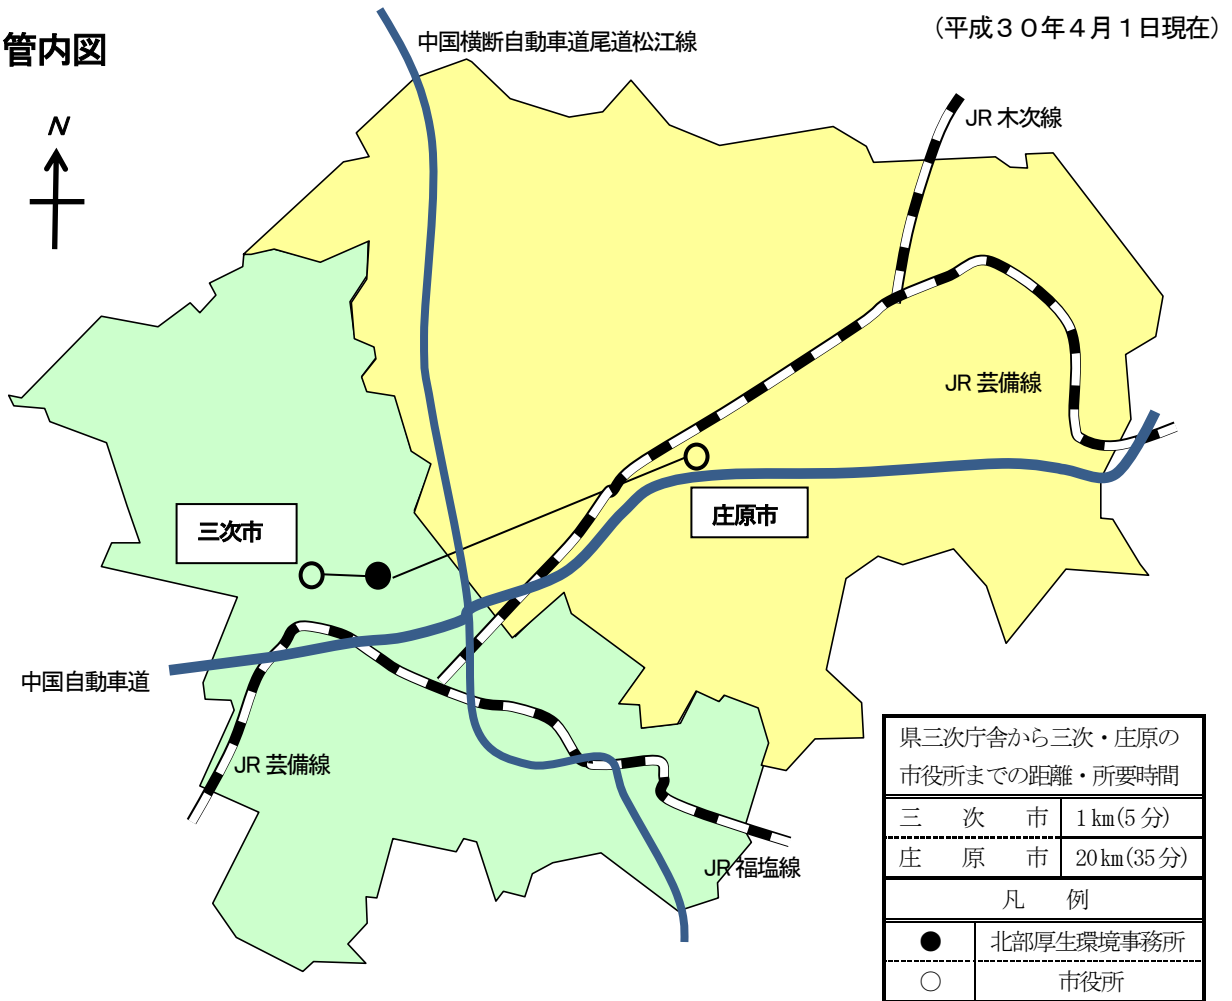 管内図
(平成３０年４月１日現在)
中国横断自動車道尾道松江線
N
JR 木次線
JR 芸備線
庄原市
三次市
中国自動車道
JR 芸備線
JR 福塩線
県三次庁舎から三次・庄原の
市役所までの距離・所要時間
三　次　市　1 km(5 分)
庄　原　市　20 km(35 分)
凡　例
● 北部厚生環境事務所
○ 市役所